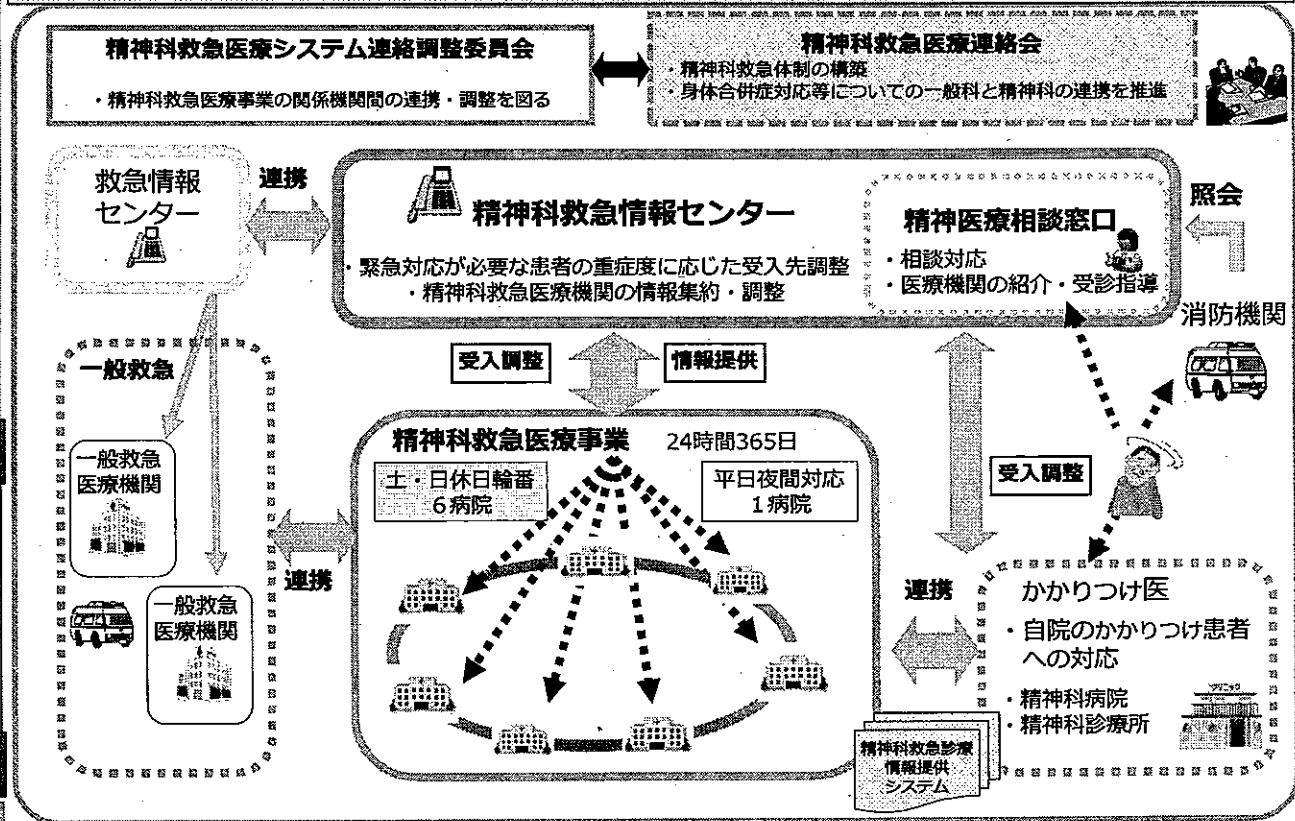 精神科救急医療システム連絡調整委員会
・精神科救急医療事業の関係機関間の連携・調整を図る
精神科救急医療連絡会
・精神科救急体制の構築
・身体合併症対応等についての一般科と精神科の連携を推進
救急情報
センター
連携
精神科救急情報センター
・緊急対応が必要な患者の重症度に応じた受入先調整
・精神科救急医療機関の情報集約・調整
精神医療相談窓口
・相談対応
・医療機関の紹介・受診指導
照会
消防機関
一般救急
一般救急
医療機関
一般救急
医療機関
連携
受入調整
情報提供
精神科救急医療事業
24時間365日
土・日休日輪番
6病院
平日夜間対応
1病院
受入調整
連携
かかりつけ医
・自院のかかりつけ患者
への対応
・精神科病院
・精神科診療所
クリニック
精神科救急診療
情報提供
システム